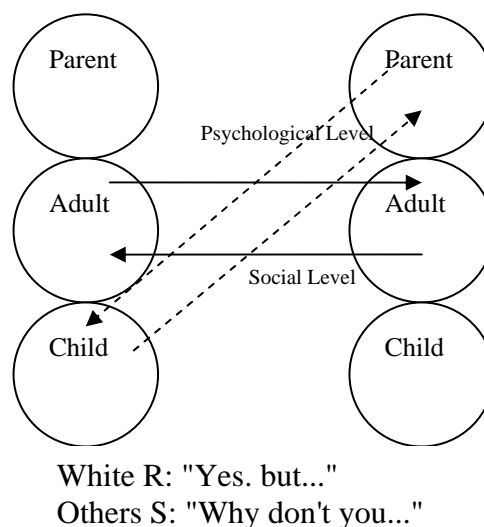 Parent Parent
Psychological Level
Adult Adult
Social Level
Child Child
White R: "Yes. but..."
Others S: "Why don't you..."